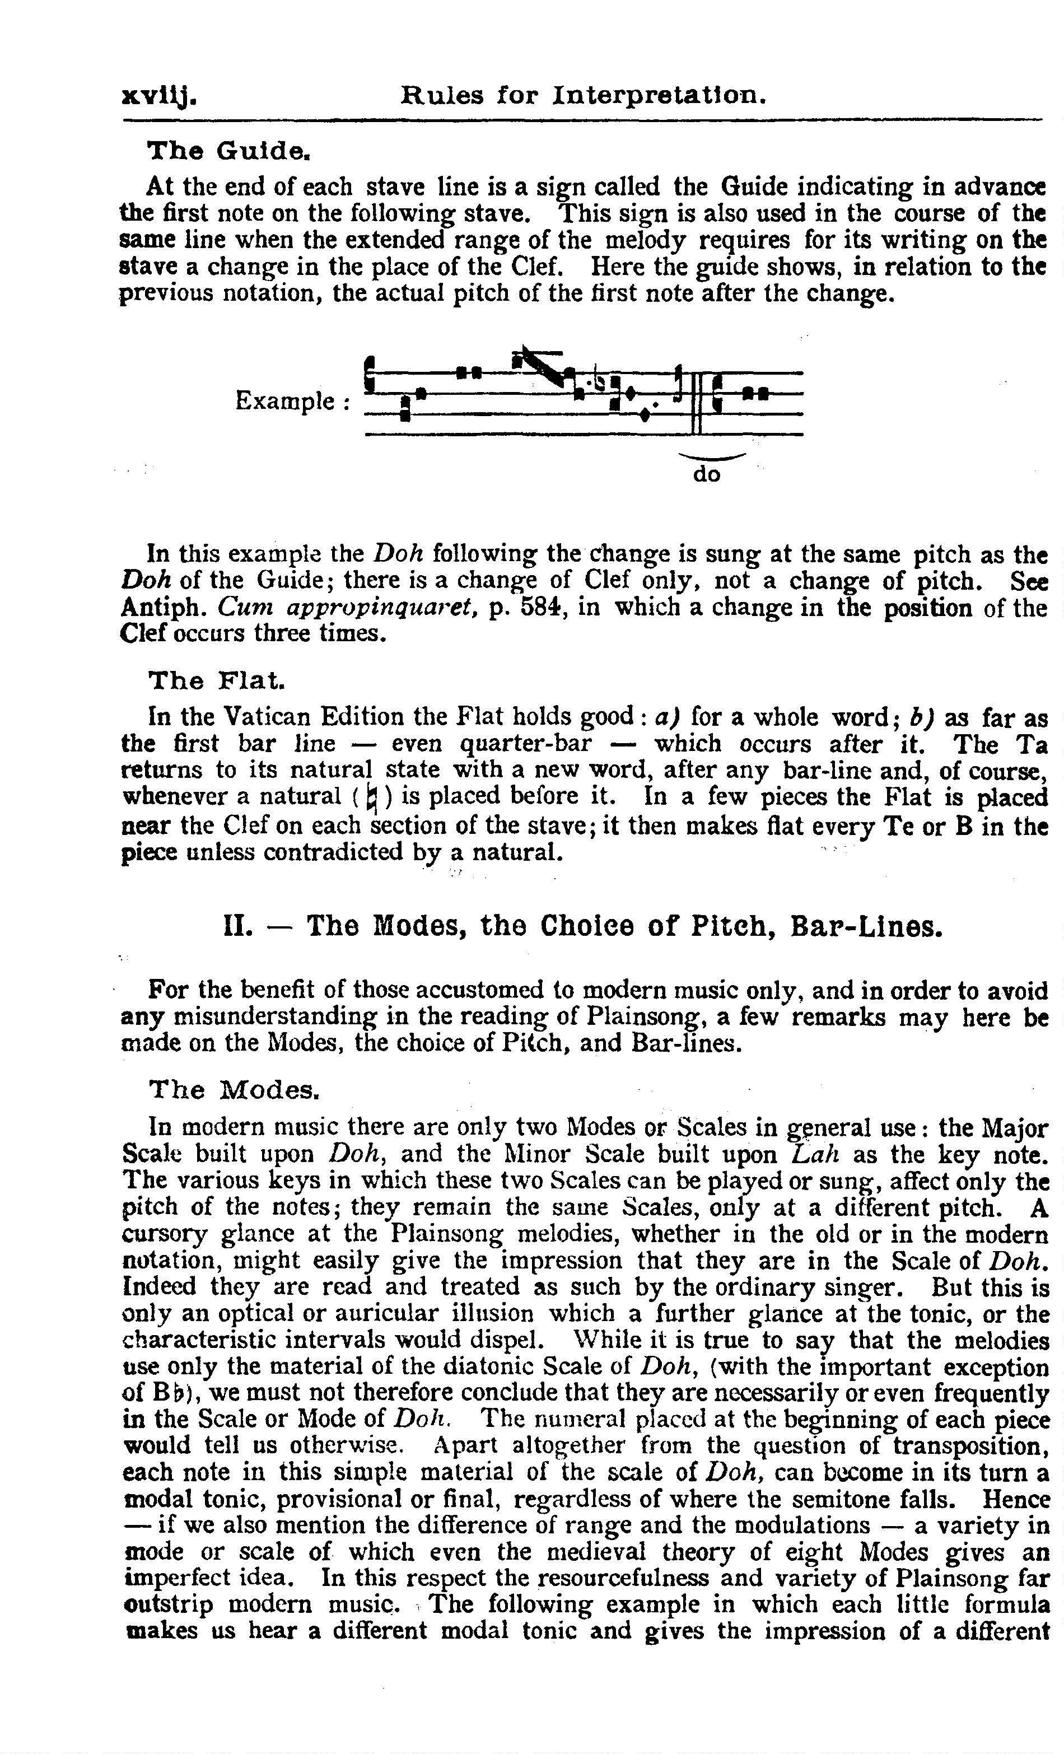 xviij. Rules for Interpretation.
The Guide.
At the end of each stave line is a sign called the Guide indicating in advance
the first note on the following stave. This sign is also used in the course of the
same line when the extended range of the melody requires for its writing on the
stave a change in the place of the Clef. Here the guide shows, in relation to the
previous notation, the actual pitch of the first note after the change.
Example :
do
In this example the Doh following the change is sung at the same pitch as the
Doh of the Guide; there is a change of Clef only, not a change of pitch. See
Antiph. Cum appropinquaret, p. 584, in which a change in the position of the
Clef occurs three times.
The Flat.
In the Vatican Edition the Flat holds good : a) for a whole word; b) as far as
the first bar line — even quarter-bar — which occurs after it. The Ta
returns to its natural state with a new word, after any bar-line and, of course,
whenever a natural (♮) is placed before it. In a few pieces the Flat is placed
near the Clef on each section of the stave; it then makes flat every Te or B in the
piece unless contradicted by a natural.
II. — The Modes, the Choice of Pitch, Bar-Lines.
For the benefit of those accustomed to modern music only, and in order to avoid
any misunderstanding in the reading of Plainsong, a few remarks may here be
made on the Modes, the choice of Pitch, and Bar-lines.
The Modes.
In modern music there are only two Modes or Scales in general use : the Major
Scale built upon Doh, and the Minor Scale built upon Lah as the key note.
The various keys in which these two Scales can be played or sung, affect only the
pitch of the notes; they remain the same Scales, only at a different pitch. A
cursory glance at the Plainsong melodies, whether in the old or in the modern
notation, might easily give the impression that they are in the Scale of Doh.
Indeed they are read and treated as such by the ordinary singer. But this is
only an optical or auricular illusion which a further glance at the tonic, or the
characteristic intervals would dispel. While it is true to say that the melodies
use only the material of the diatonic Scale of Doh, (with the important exception
of B♭), we must not therefore conclude that they are necessarily or even frequently
in the Scale or Mode of Doh. The numeral placed at the beginning of each piece
would tell us otherwise. Apart altogether from the question of transposition,
each note in this simple material of the scale of Doh, can become in its turn a
modal tonic, provisional or final, regardless of where the semitone falls. Hence
— if we also mention the difference of range and the modulations — a variety in
mode or scale of which even the medieval theory of eight Modes gives an
imperfect idea. In this respect the resourcefulness and variety of Plainsong far
outstrip modern music. The following example in which each little formula
makes us hear a different modal tonic and gives the impression of a different